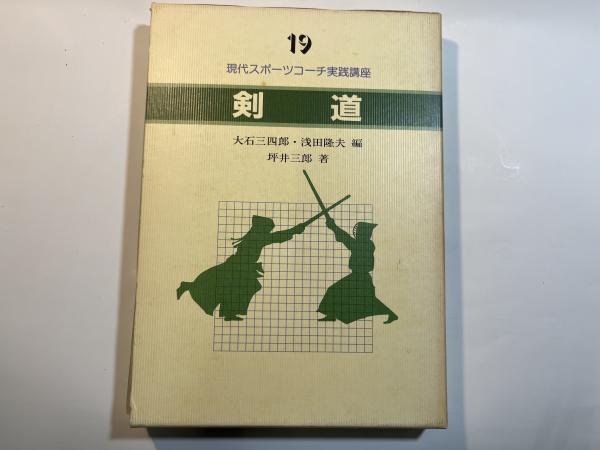 19
現代スポーツコーチ実践講座
剣 道
大石三四郎・浅田隆夫 編
坪井三郎 著